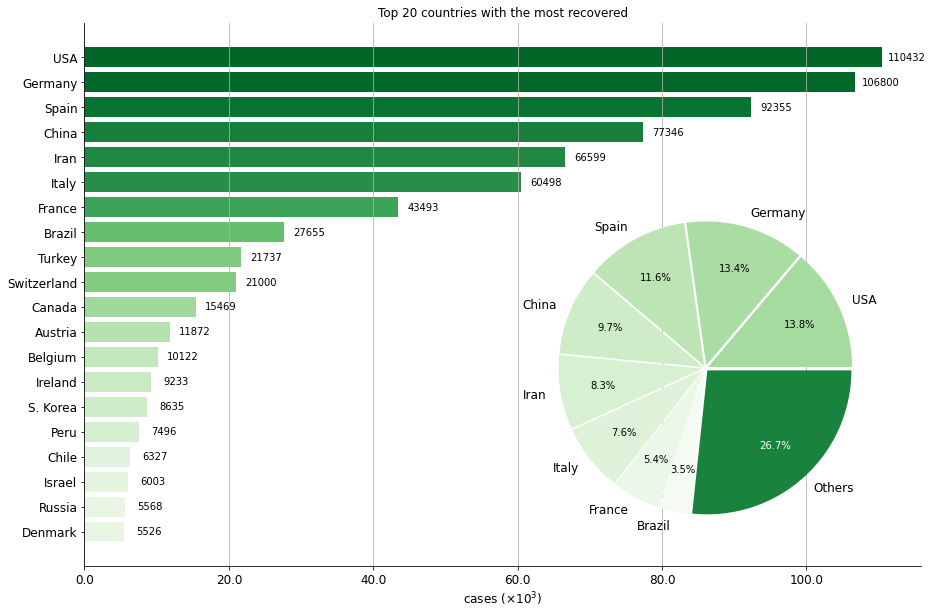 Top 20 countries with the most recovered
USA 110432
Germany 106800
Spain 92355
China 77346
Iran 66599
Italy 60498
France 43493
Brazil 27655
Turkey 21737
Switzerland 21000
Canada 15469
Austria 11872
Belgium 10122
Ireland 9233
S. Korea 8635
Peru 7496
Chile 6327
Israel 6003
Russia 5568
Denmark 5526
0.0 20.0 40.0 60.0 80.0 100.0
cases (×10³)
USA 13.8%
Germany 13.4%
Spain 11.6%
China 9.7%
Iran 8.3%
Italy 7.6%
France 5.4%
Brazil 3.5%
Others 26.7%